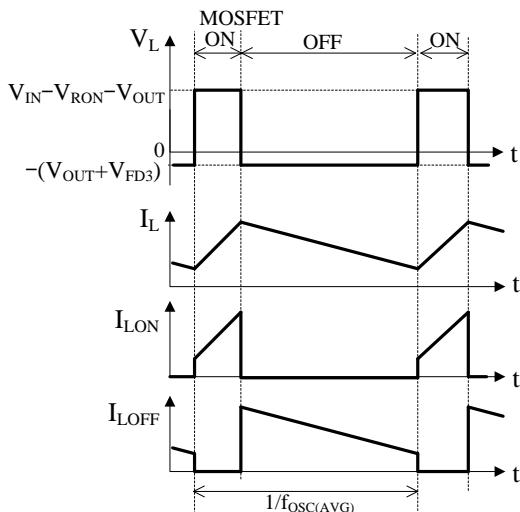 MOSFET
V_L
ON
OFF
ON
V_IN−V_RON−V_OUT
0
t
−(V_OUT+V_FD3)
I_L
t
I_LON
t
I_LOFF
t
1/f_OSC(AVG)